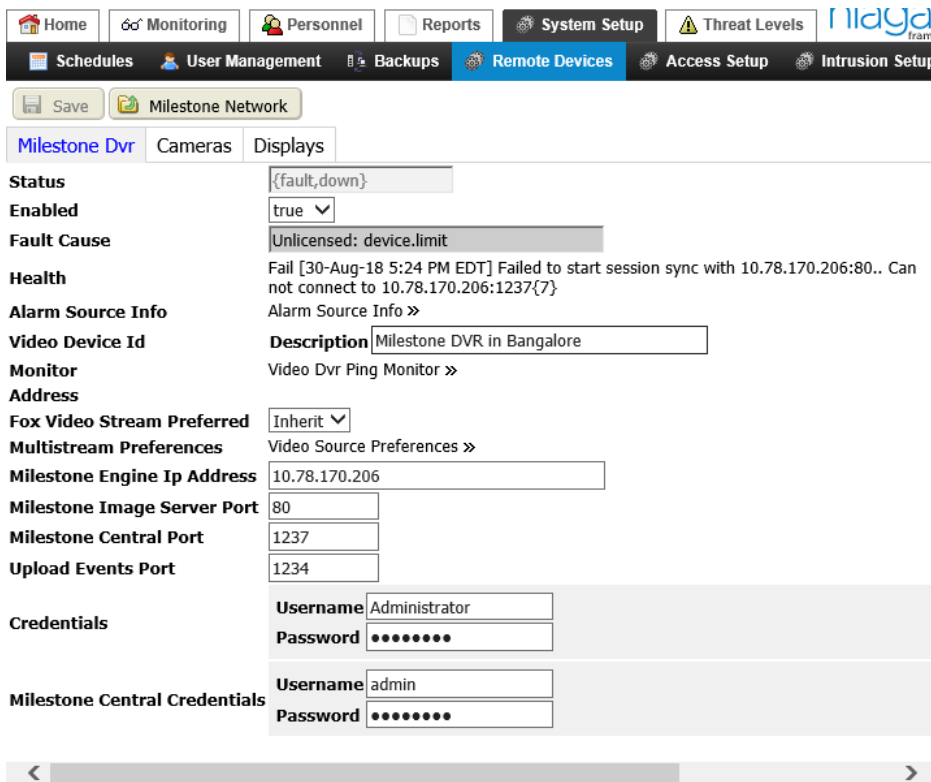 Home Monitoring Personnel Reports System Setup Threat Levels
Schedules User Management Backups Remote Devices Access Setup Intrusion Setup
Save Milestone Network
Milestone Dvr Cameras Displays
Status {fault,down}
Enabled true
Fault Cause Unlicensed: device.limit
Health Fail [30-Aug-18 5:24 PM EDT] Failed to start session sync with 10.78.170.206:80.. Can
not connect to 10.78.170.206:1237{7}
Alarm Source Info Alarm Source Info »
Video Device Id Description Milestone DVR in Bangalore
Monitor Video Dvr Ping Monitor »
Address
Fox Video Stream Preferred Inherit
Multistream Preferences Video Source Preferences »
Milestone Engine Ip Address 10.78.170.206
Milestone Image Server Port 80
Milestone Central Port 1237
Upload Events Port 1234
Credentials
Username Administrator
Password ●●●●●●●●
Milestone Central Credentials
Username admin
Password ●●●●●●●●